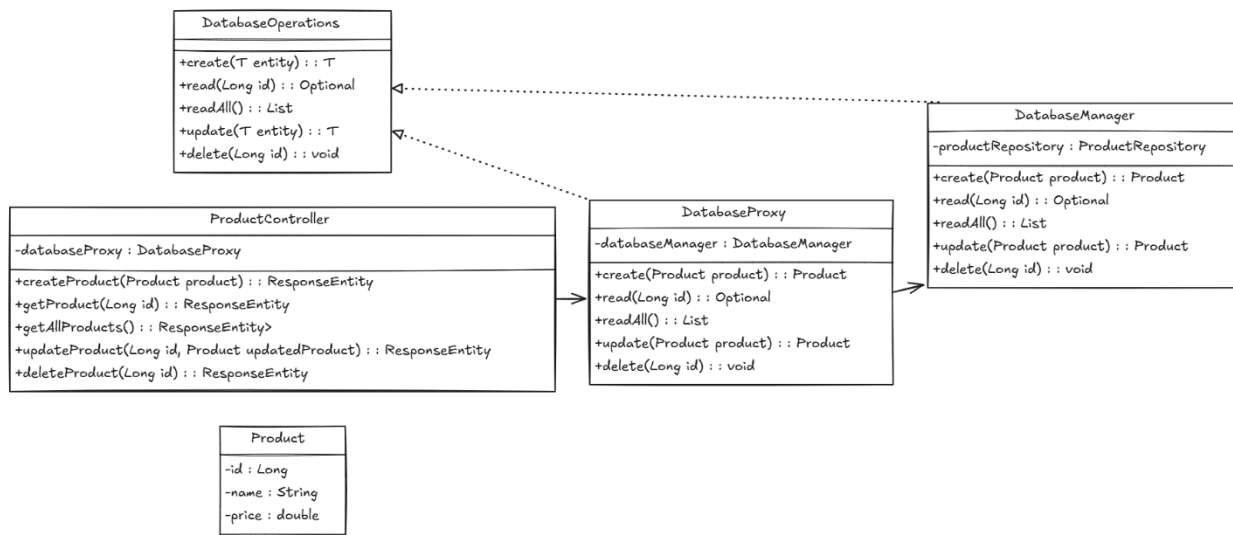 DatabaseOperations
+create(T entity) : : T
+read(Long id) : : Optional
+readAll() : : List
+update(T entity) : : T
+delete(Long id) : : void
DatabaseManager
-productRepository : ProductRepository
+create(Product product) : : Product
+read(Long id) : : Optional
+readAll() : : List
+update(Product product) : : Product
+delete(Long id) : : void
ProductController
-databaseProxy : DatabaseProxy
+createProduct(Product product) : : ResponseEntity
+getProduct(Long id) : : ResponseEntity
+getAllProducts() : : ResponseEntity>
+updateProduct(Long id, Product updatedProduct) : : ResponseEntity
+deleteProduct(Long id) : : ResponseEntity
DatabaseProxy
-databaseManager : DatabaseManager
+create(Product product) : : Product
+read(Long id) : : Optional
+readAll() : : List
+update(Product product) : : Product
+delete(Long id) : : void
Product
-id : Long
-name : String
-price : double